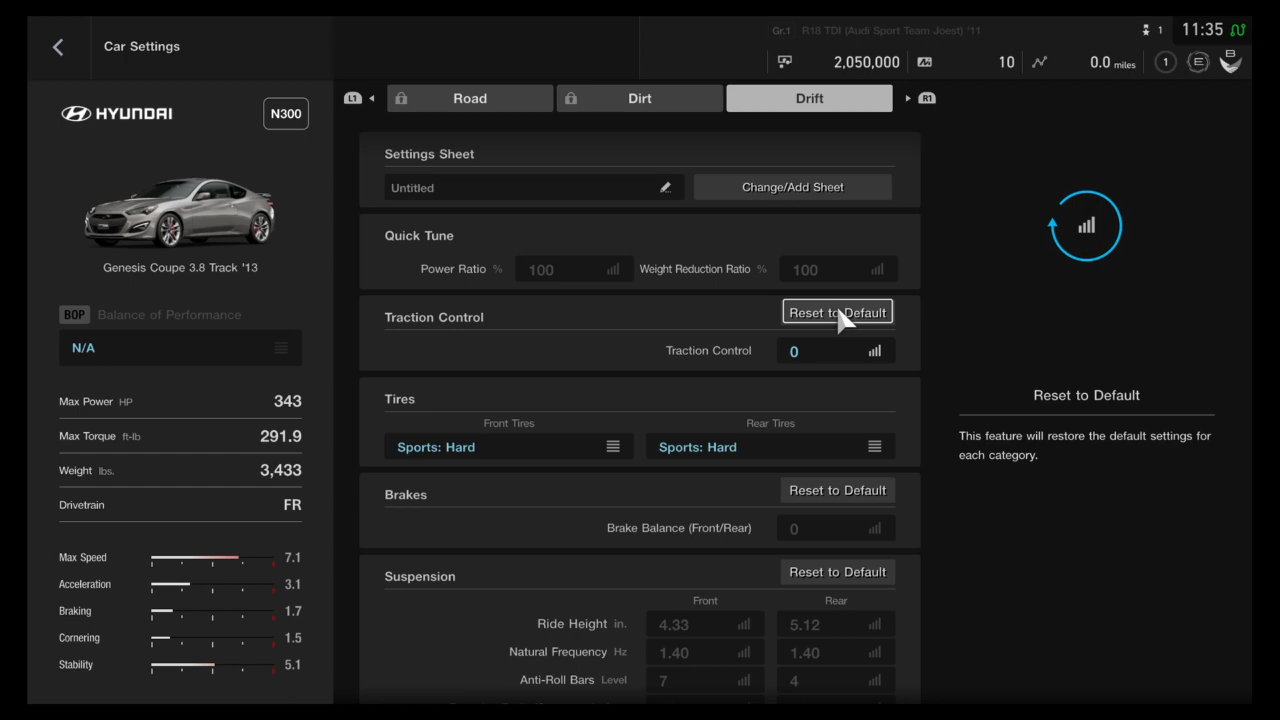 Car Settings
Gr.1 R18 TDI (Audi Sport Team Joest) '11
1 11:35
2,050,000 10 0.0 miles 1 E B
HYUNDAI N300
L1 Road Dirt Drift R1
Settings Sheet
Untitled Change/Add Sheet
Quick Tune
Power Ratio % 100 Weight Reduction Ratio % 100
Genesis Coupe 3.8 Track '13
BOP Balance of Performance
N/A
Traction Control Reset to Default
Traction Control 0
Tires
Front Tires Rear Tires
Sports: Hard Sports: Hard
Brakes Reset to Default
Brake Balance (Front/Rear) 0
Suspension Reset to Default
Front Rear
Ride Height in. 4.33 5.12
Natural Frequency Hz 1.40 1.40
Anti-Roll Bars Level 7 4
Max Power HP 343
Max Torque ft-lb 291.9
Weight lbs. 3,433
Drivetrain FR
Max Speed 7.1
Acceleration 3.1
Braking 1.7
Cornering 1.5
Stability 5.1
Reset to Default
This feature will restore the default settings for
each category.